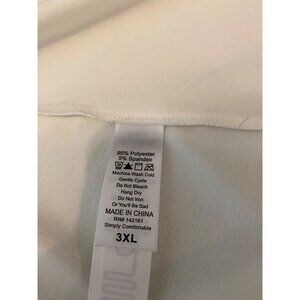 95% Polyester
5% Spandex
Machine Wash Cold
Gentle Cycle
Do Not Bleach
Hang Dry
Do Not Iron
Or You'll Be Sad
MADE IN CHINA
RN# 142161
Simply Comfortable
3XL